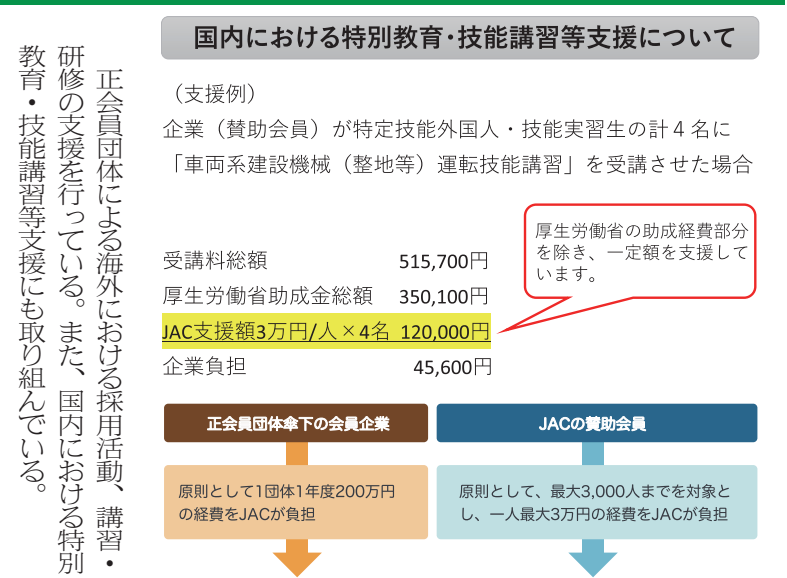 国内における特別教育・技能講習等支援について
正会員団体による海外における採用活動、講習・
研修の支援を行っている。また、国内における特別
教育・技能講習等支援にも取り組んでいる。
（支援例）
企業（賛助会員）が特定技能外国人・技能実習生の計４名に
「車両系建設機械（整地等）運転技能講習」を受講させた場合
厚生労働省の助成経費部分
を除き、一定額を支援して
います。
受講料総額 515,700円
厚生労働省助成金総額 350,100円
JAC支援額3万円/人×4名 120,000円
企業負担 45,600円
正会員団体傘下の会員企業
原則として1団体1年度200万円
の経費をJACが負担
JACの賛助会員
原則として、最大3,000人までを対象と
し、一人最大3万円の経費をJACが負担